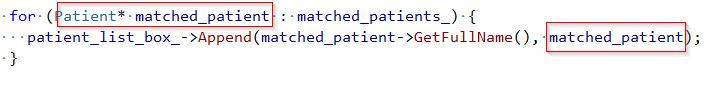 for (Patient* matched_patient : matched_patients_) {
patient_list_box_->Append(matched_patient->GetFullName(), matched_patient);
}